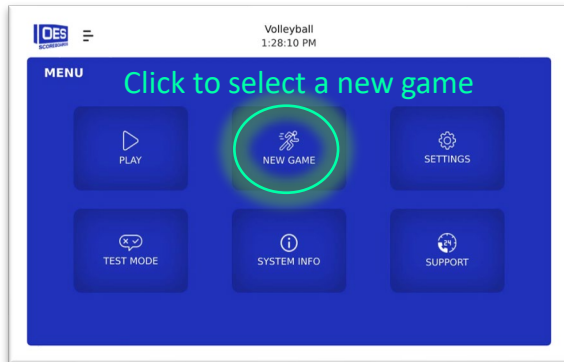 OES
SCOREBOARDS
Volleyball
1:28:10 PM
MENU
Click to select a new game
PLAY
NEW GAME
SETTINGS
TEST MODE
SYSTEM INFO
24
SUPPORT